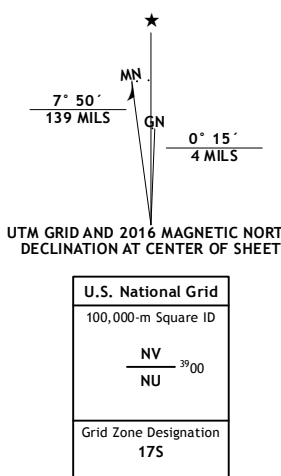 ★
MN
GN
7° 50´
139 MILS
0° 15´
4 MILS
UTM GRID AND 2016 MAGNETIC NORT
DECLINATION AT CENTER OF SHEET
U.S. National Grid
100,000-m Square ID
NV
3900
NU
Grid Zone Designation
17S